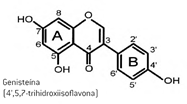 HO
8
O
7
A
6
5
4
3
OH
O
2'
3'
B
4'
5'
6'
OH
Genisteína
[4',5,7-trihidroxiisoflavona]